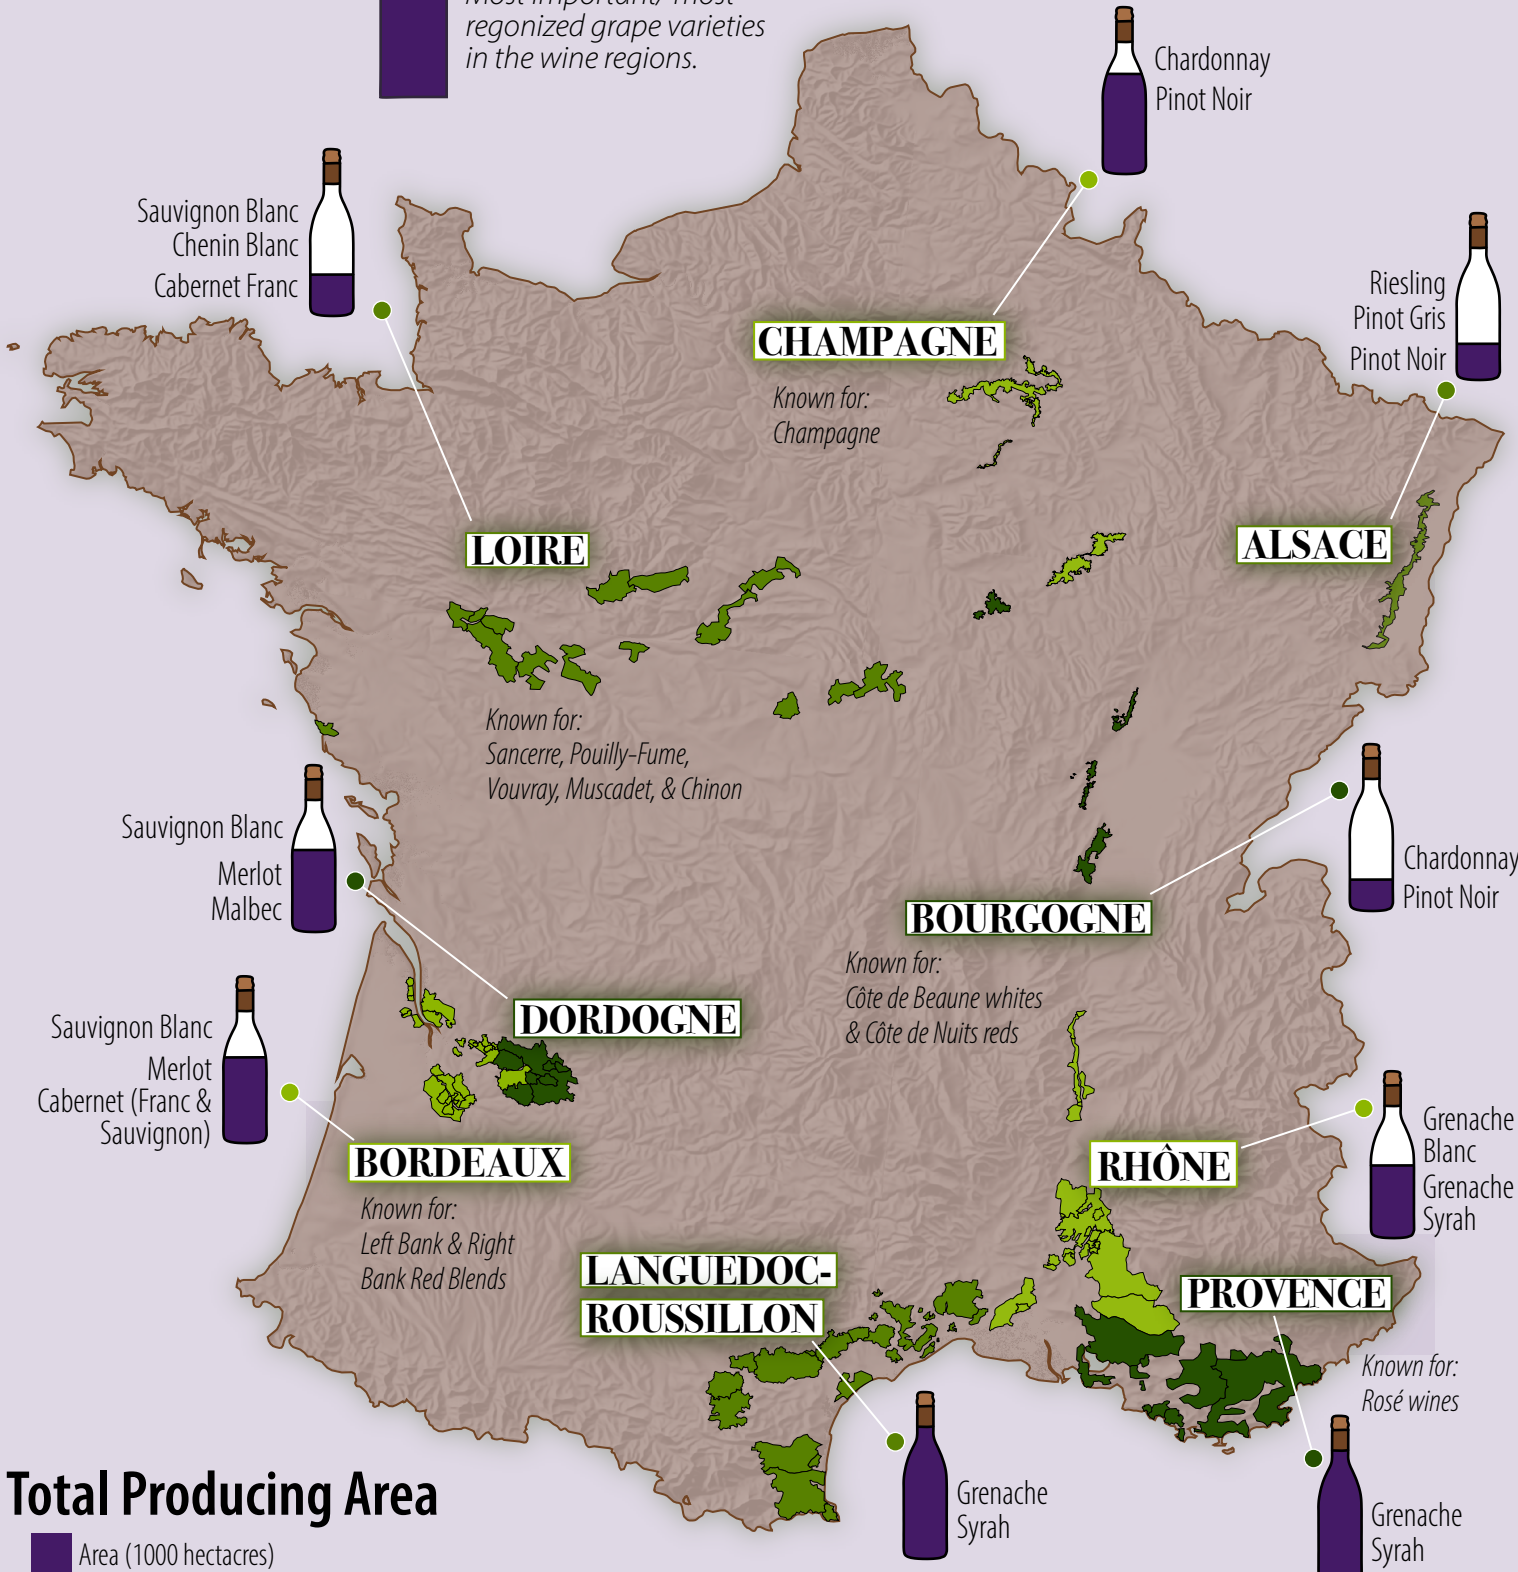 Most important/ most
regonized grape varieties
in the wine regions.
Chardonnay
Pinot Noir
Sauvignon Blanc
Chenin Blanc
Cabernet Franc
Riesling
Pinot Gris
Pinot Noir
CHAMPAGNE
Known for:
Champagne
LOIRE
ALSACE
Known for:
Sancerre, Pouilly-Fume,
Vouvray, Muscadet, & Chinon
Sauvignon Blanc
Merlot
Malbec
Chardonnay
Pinot Noir
BOURGOGNE
Known for:
Côte de Beaune whites
& Côte de Nuits reds
DORDOGNE
Sauvignon Blanc
Merlot
Cabernet (Franc &
Sauvignon)
BORDEAUX
Known for:
Left Bank & Right
Bank Red Blends
RHÔNE
Grenache
Blanc
Grenache
Syrah
LANGUEDOC-
ROUSSILLON
PROVENCE
Known for:
Rosé wines
Grenache
Syrah
Grenache
Syrah
Total Producing Area
Area (1000 hectacres)